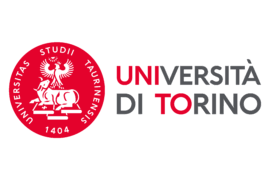 UNIVERSITAS STUDII TAURINENSIS
1404
UNIVERSITÀ
DI TORINO